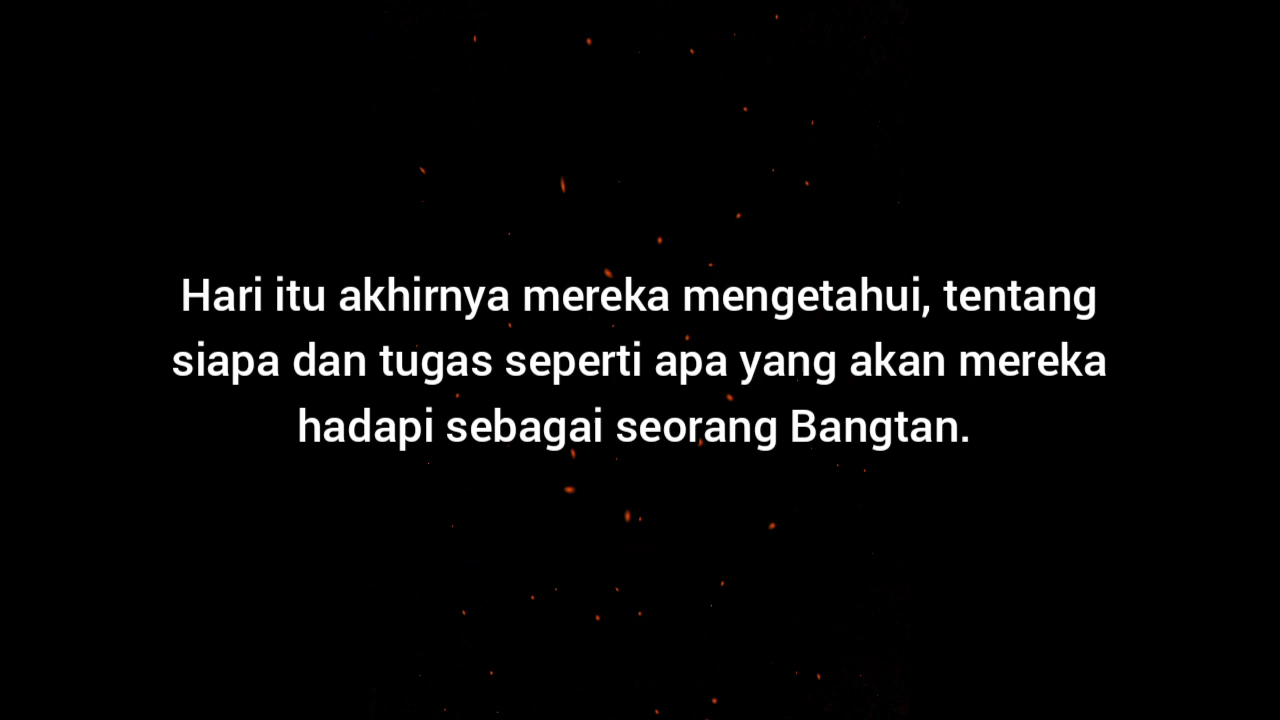 Hari itu akhirnya mereka mengetahui, tentang
siapa dan tugas seperti apa yang akan mereka
hadapi sebagai seorang Bangtan.